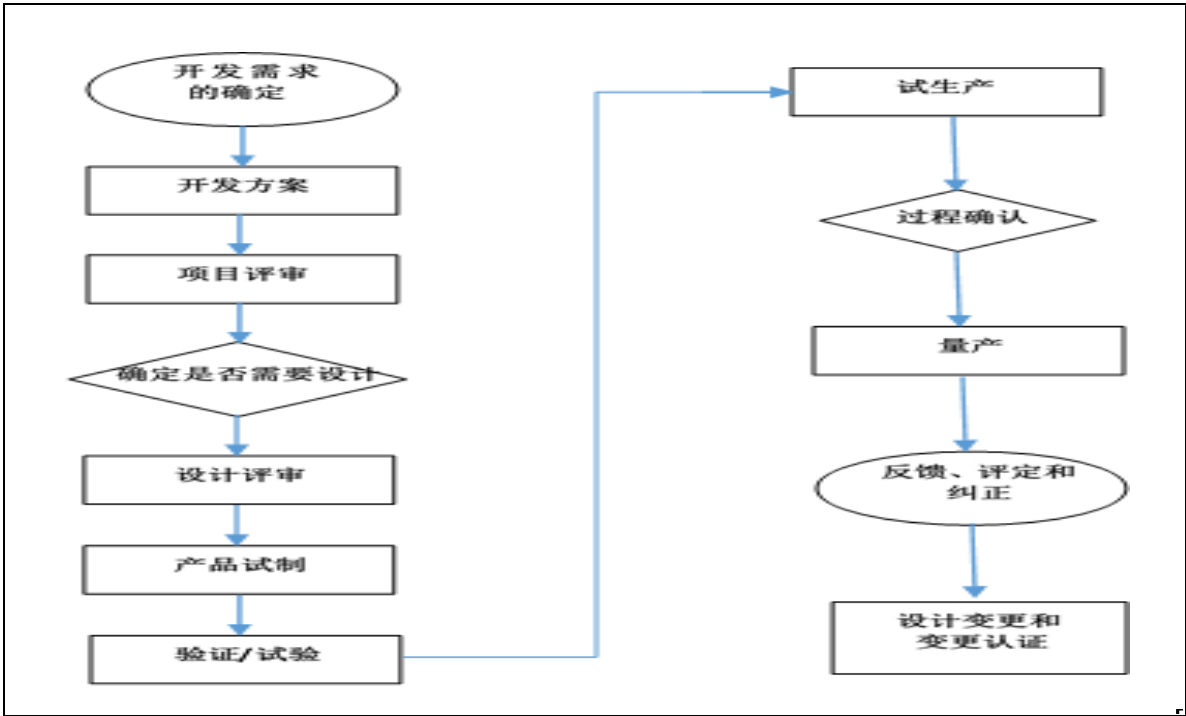 开发需求
的确定
开发方案
项目评审
确定是否需要设计
设计评审
产品试制
验证/试验
试生产
过程确认
量产
反馈、评定和
纠正
设计变更和
变更认证